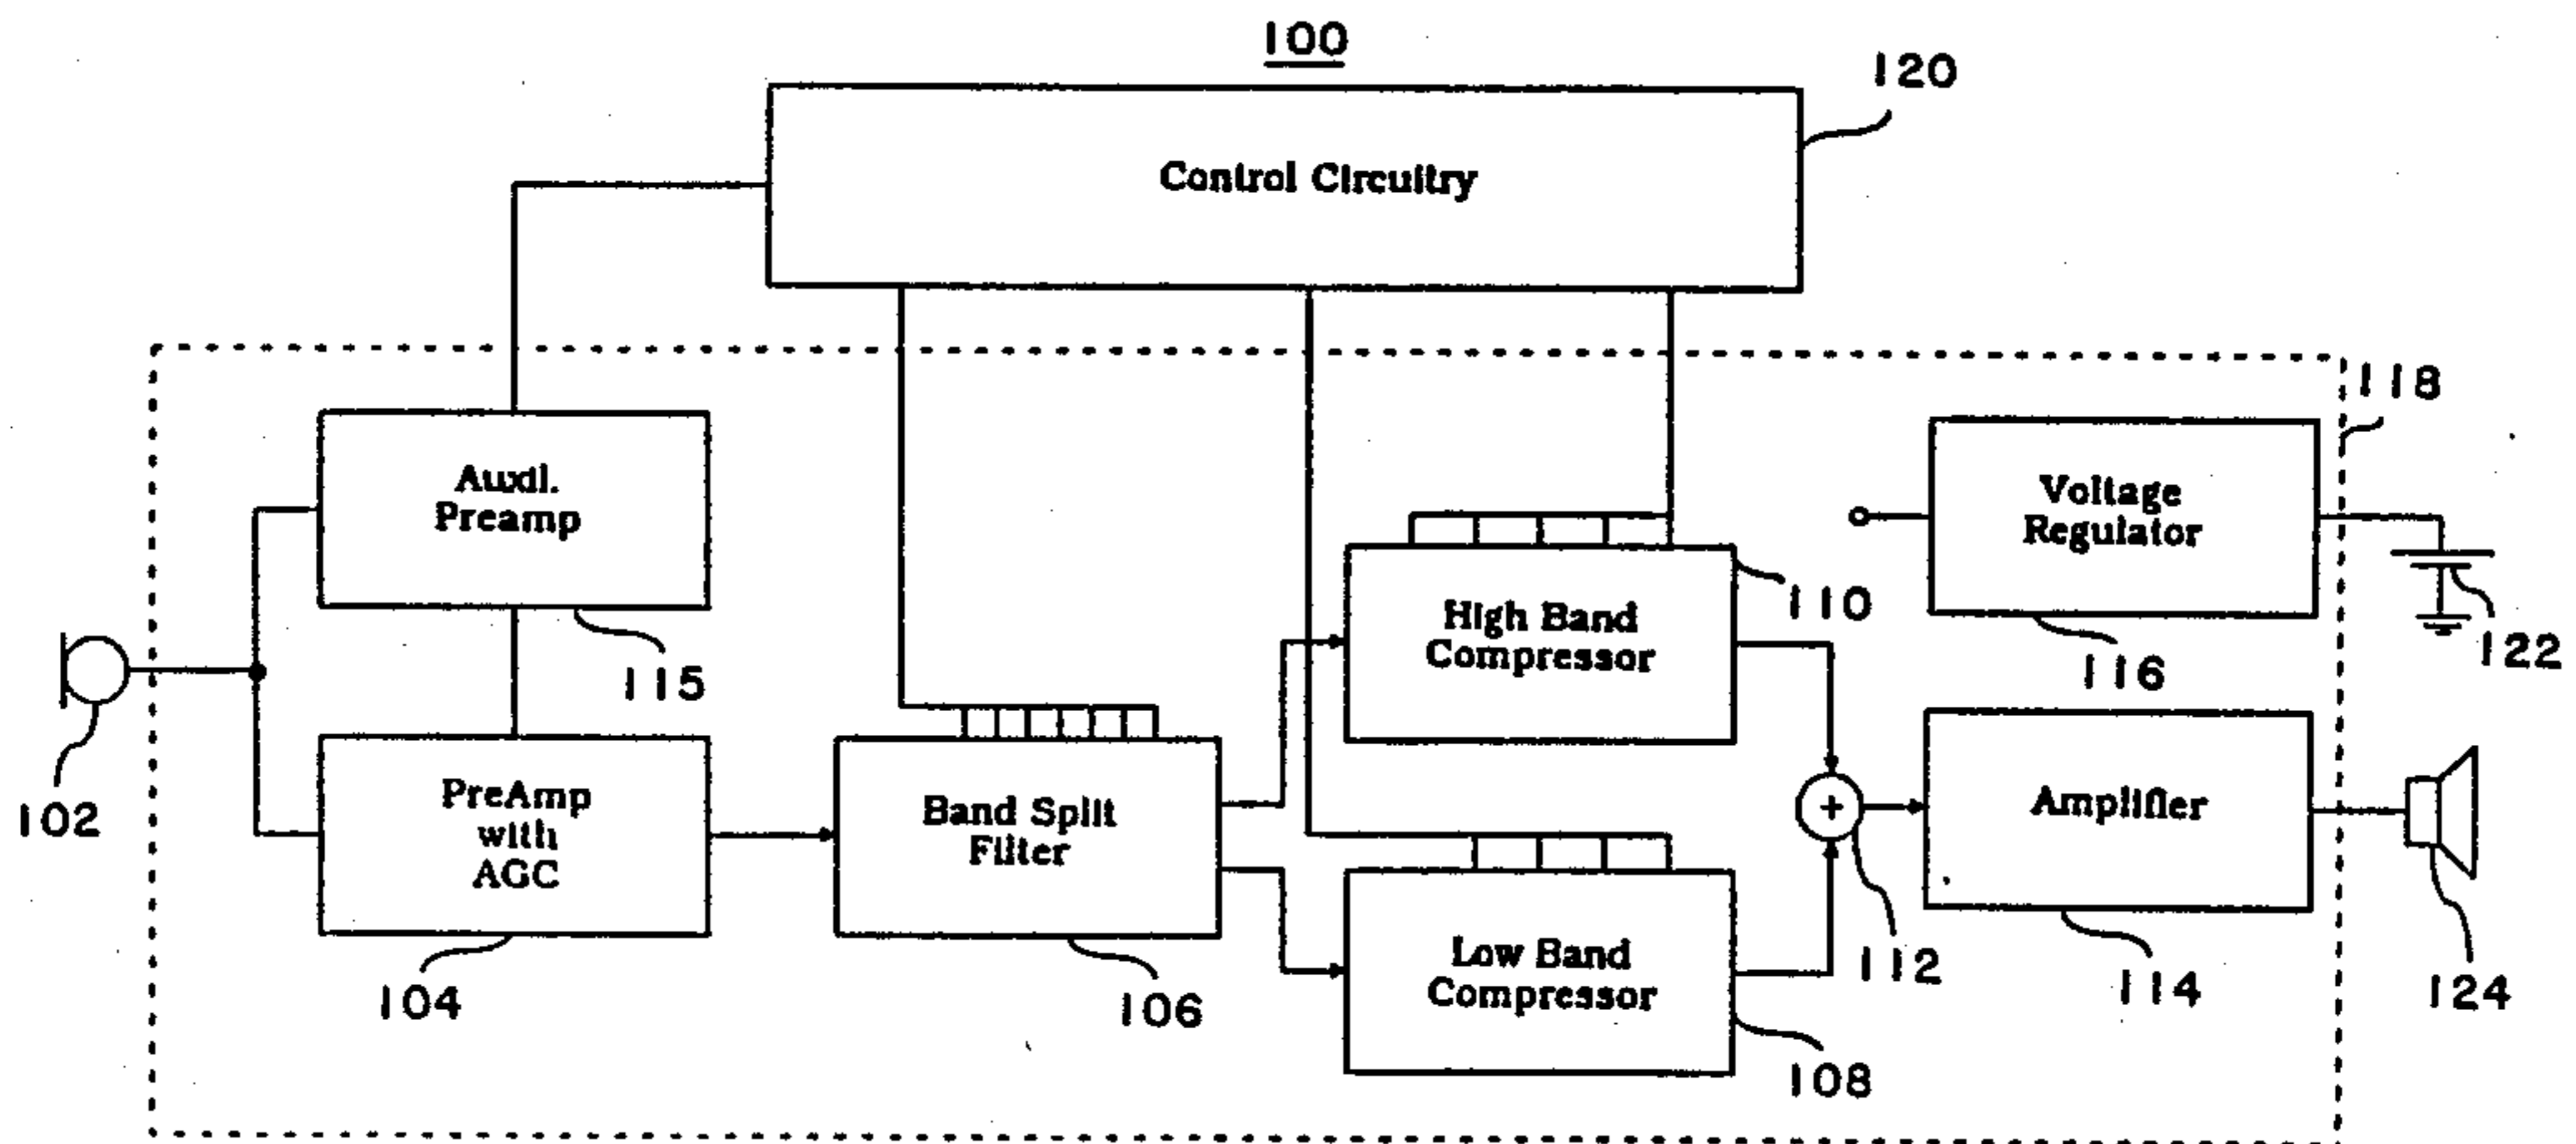 100
120
Control Circuitry
118
Auxil.
Preamp
Voltage
Regulator
110
High Band
Compressor
122
115
116
PreAmp
with
AGC
Band Split
Filter
+
Amplifier
102
Low Band
Compressor
112
104
106
114
124
108